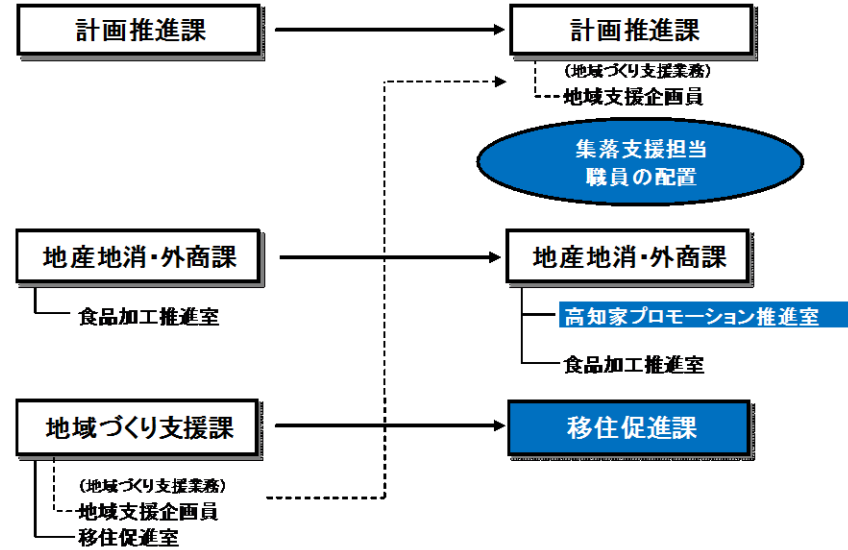 計画推進課
計画推進課
(地域づくり支援業務)
地域支援企画員
集落支援担当
職員の配置
地産地消・外商課
食品加工推進室
地産地消・外商課
高知家プロモーション推進室
食品加工推進室
地域づくり支援課
(地域づくり支援業務)
地域支援企画員
移住促進室
移住促進課